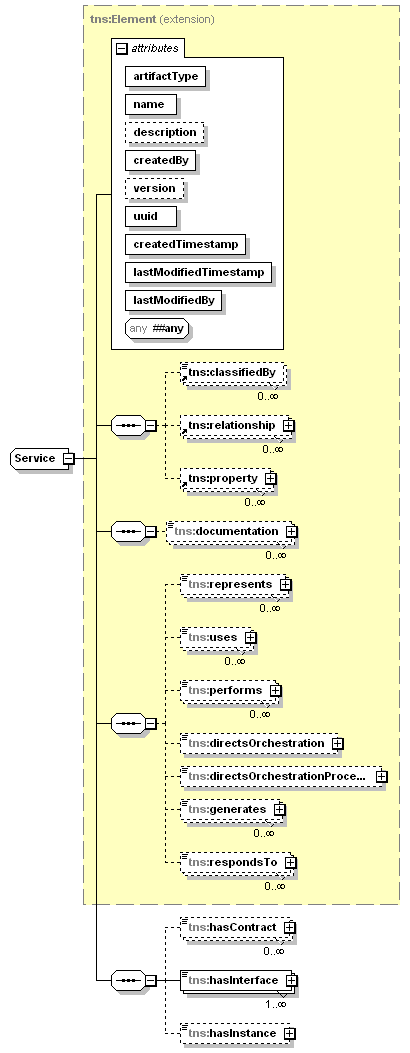 tns:Element (extension)
attributes
artifactType
name
description
createdBy
version
uuid
createdTimestamp
lastModifiedTimestamp
lastModifiedBy
any ##any
tns:classifiedBy
0..∞
tns:relationship
0..∞
Service
tns:property
0..∞
tns:documentation
0..∞
tns:represents
0..∞
tns:uses
0..∞
tns:performs
0..∞
tns:directsOrchestration
tns:directsOrchestrationProce...
tns:generates
0..∞
tns:respondsTo
0..∞
tns:hasContract
0..∞
tns:hasInterface
1..∞
tns:hasInstance